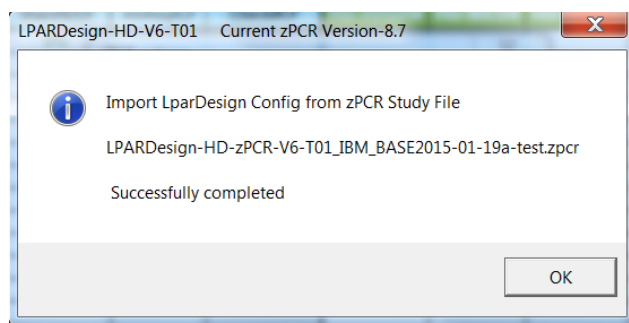 LPARDesign-HD-V6-T01 Current zPCR Version-8.7
Import LparDesign Config from zPCR Study File
LPARDesign-HD-zPCR-V6-T01_IBM_BASE2015-01-19a-test.zpcr
Successfully completed
OK